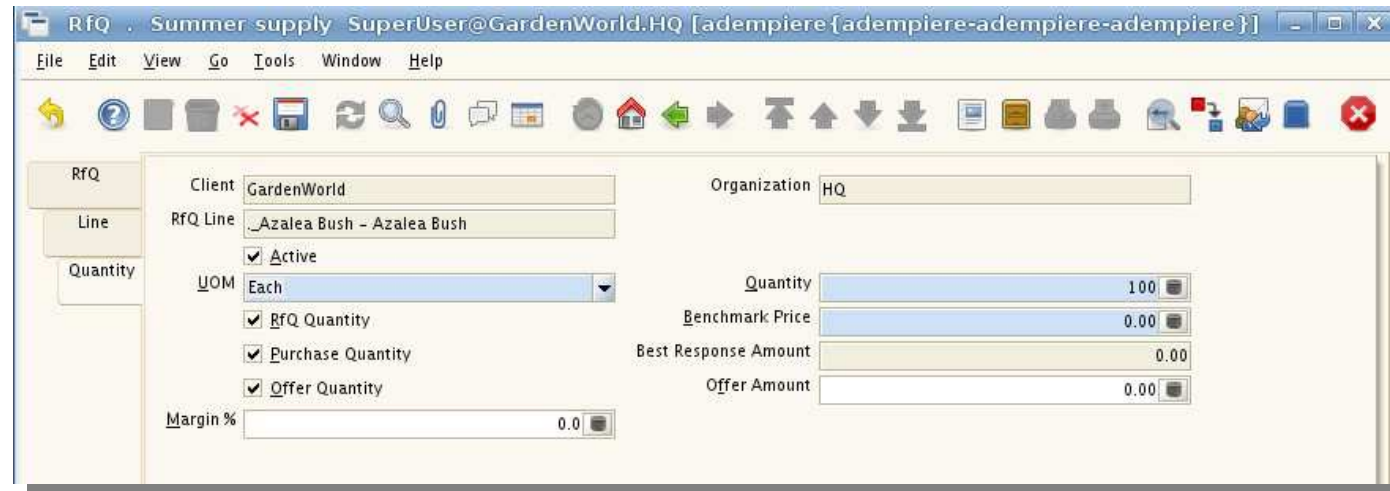 RfQ . Summer supply SuperUser@GardenWorld.HQ [adempiere{adempiere-adempiere-adempiere}]
File Edit View Go Tools Window Help
RfQ
Line
Quantity
Client GardenWorld Organization HQ
RfQ Line ._Azalea Bush - Azalea Bush
Active
UOM Each Quantity 100
RfQ Quantity Benchmark Price 0.00
Purchase Quantity Best Response Amount 0.00
Offer Quantity Offer Amount 0.00
Margin % 0.0